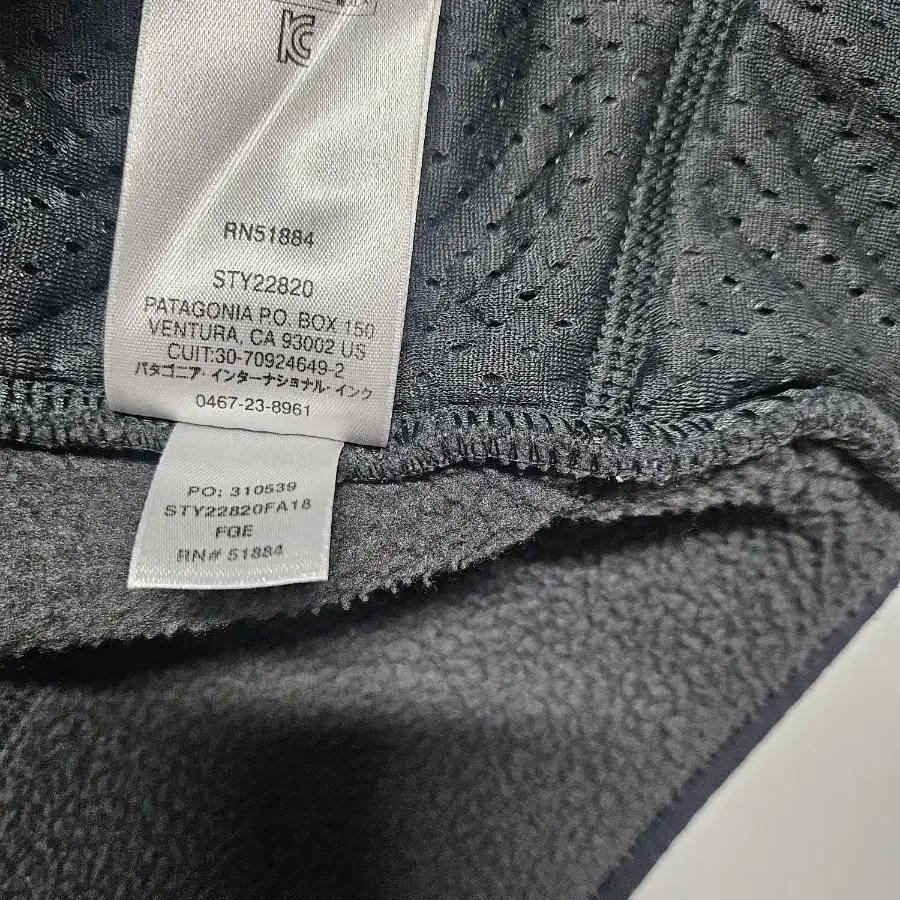 RN51884
STY22820
PATAGONIA P.O. BOX 150
VENTURA, CA 93002 US
CUIT:30-70924649-2
パタゴニア・インターナショナル・インク
0467-23-8961
PO: 310539
STY22820FA18
FGE
RN# 51884